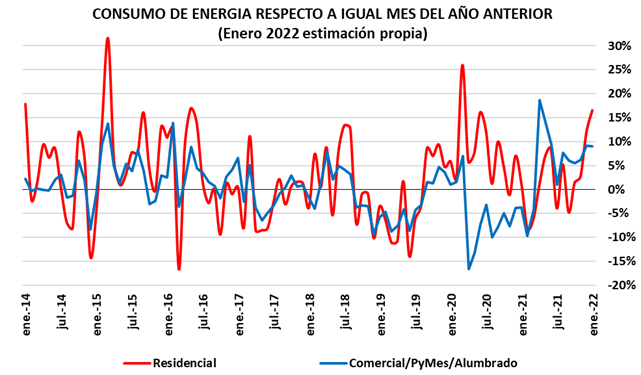 CONSUMO DE ENERGIA RESPECTO A IGUAL MES DEL AÑO ANTERIOR
(Enero 2022 estimación propia)
30%
25%
20%
15%
10%
5%
0%
-5%
-10%
-15%
-20%
ene.-14
jul.-14
ene.-15
jul.-15
ene.-16
jul.-16
ene.-17
jul.-17
ene.-18
jul.-18
ene.-19
jul.-19
ene.-20
jul.-20
ene.-21
jul.-21
ene.-22
Residencial
Comercial/PyMes/Alumbrado